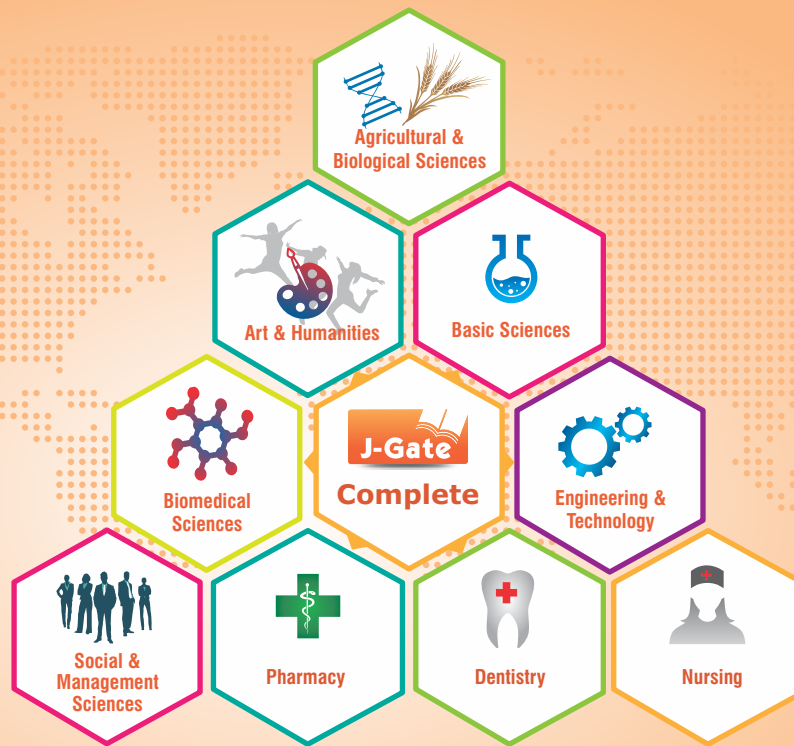 Agricultural &
Biological Sciences
Art & Humanities
Basic Sciences
Biomedical
Sciences
J-Gate
Complete
Engineering &
Technology
Social &
Management
Sciences
Pharmacy
Dentistry
Nursing